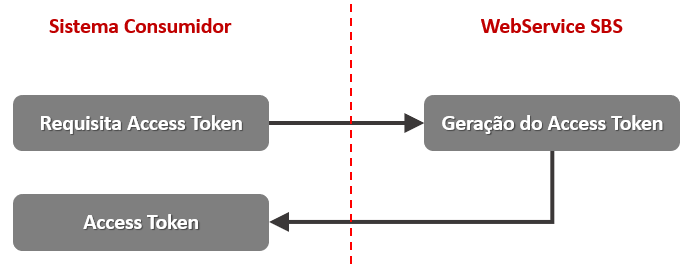 Sistema Consumidor
WebService SBS
Requisita Access Token
Geração do Access Token
Access Token